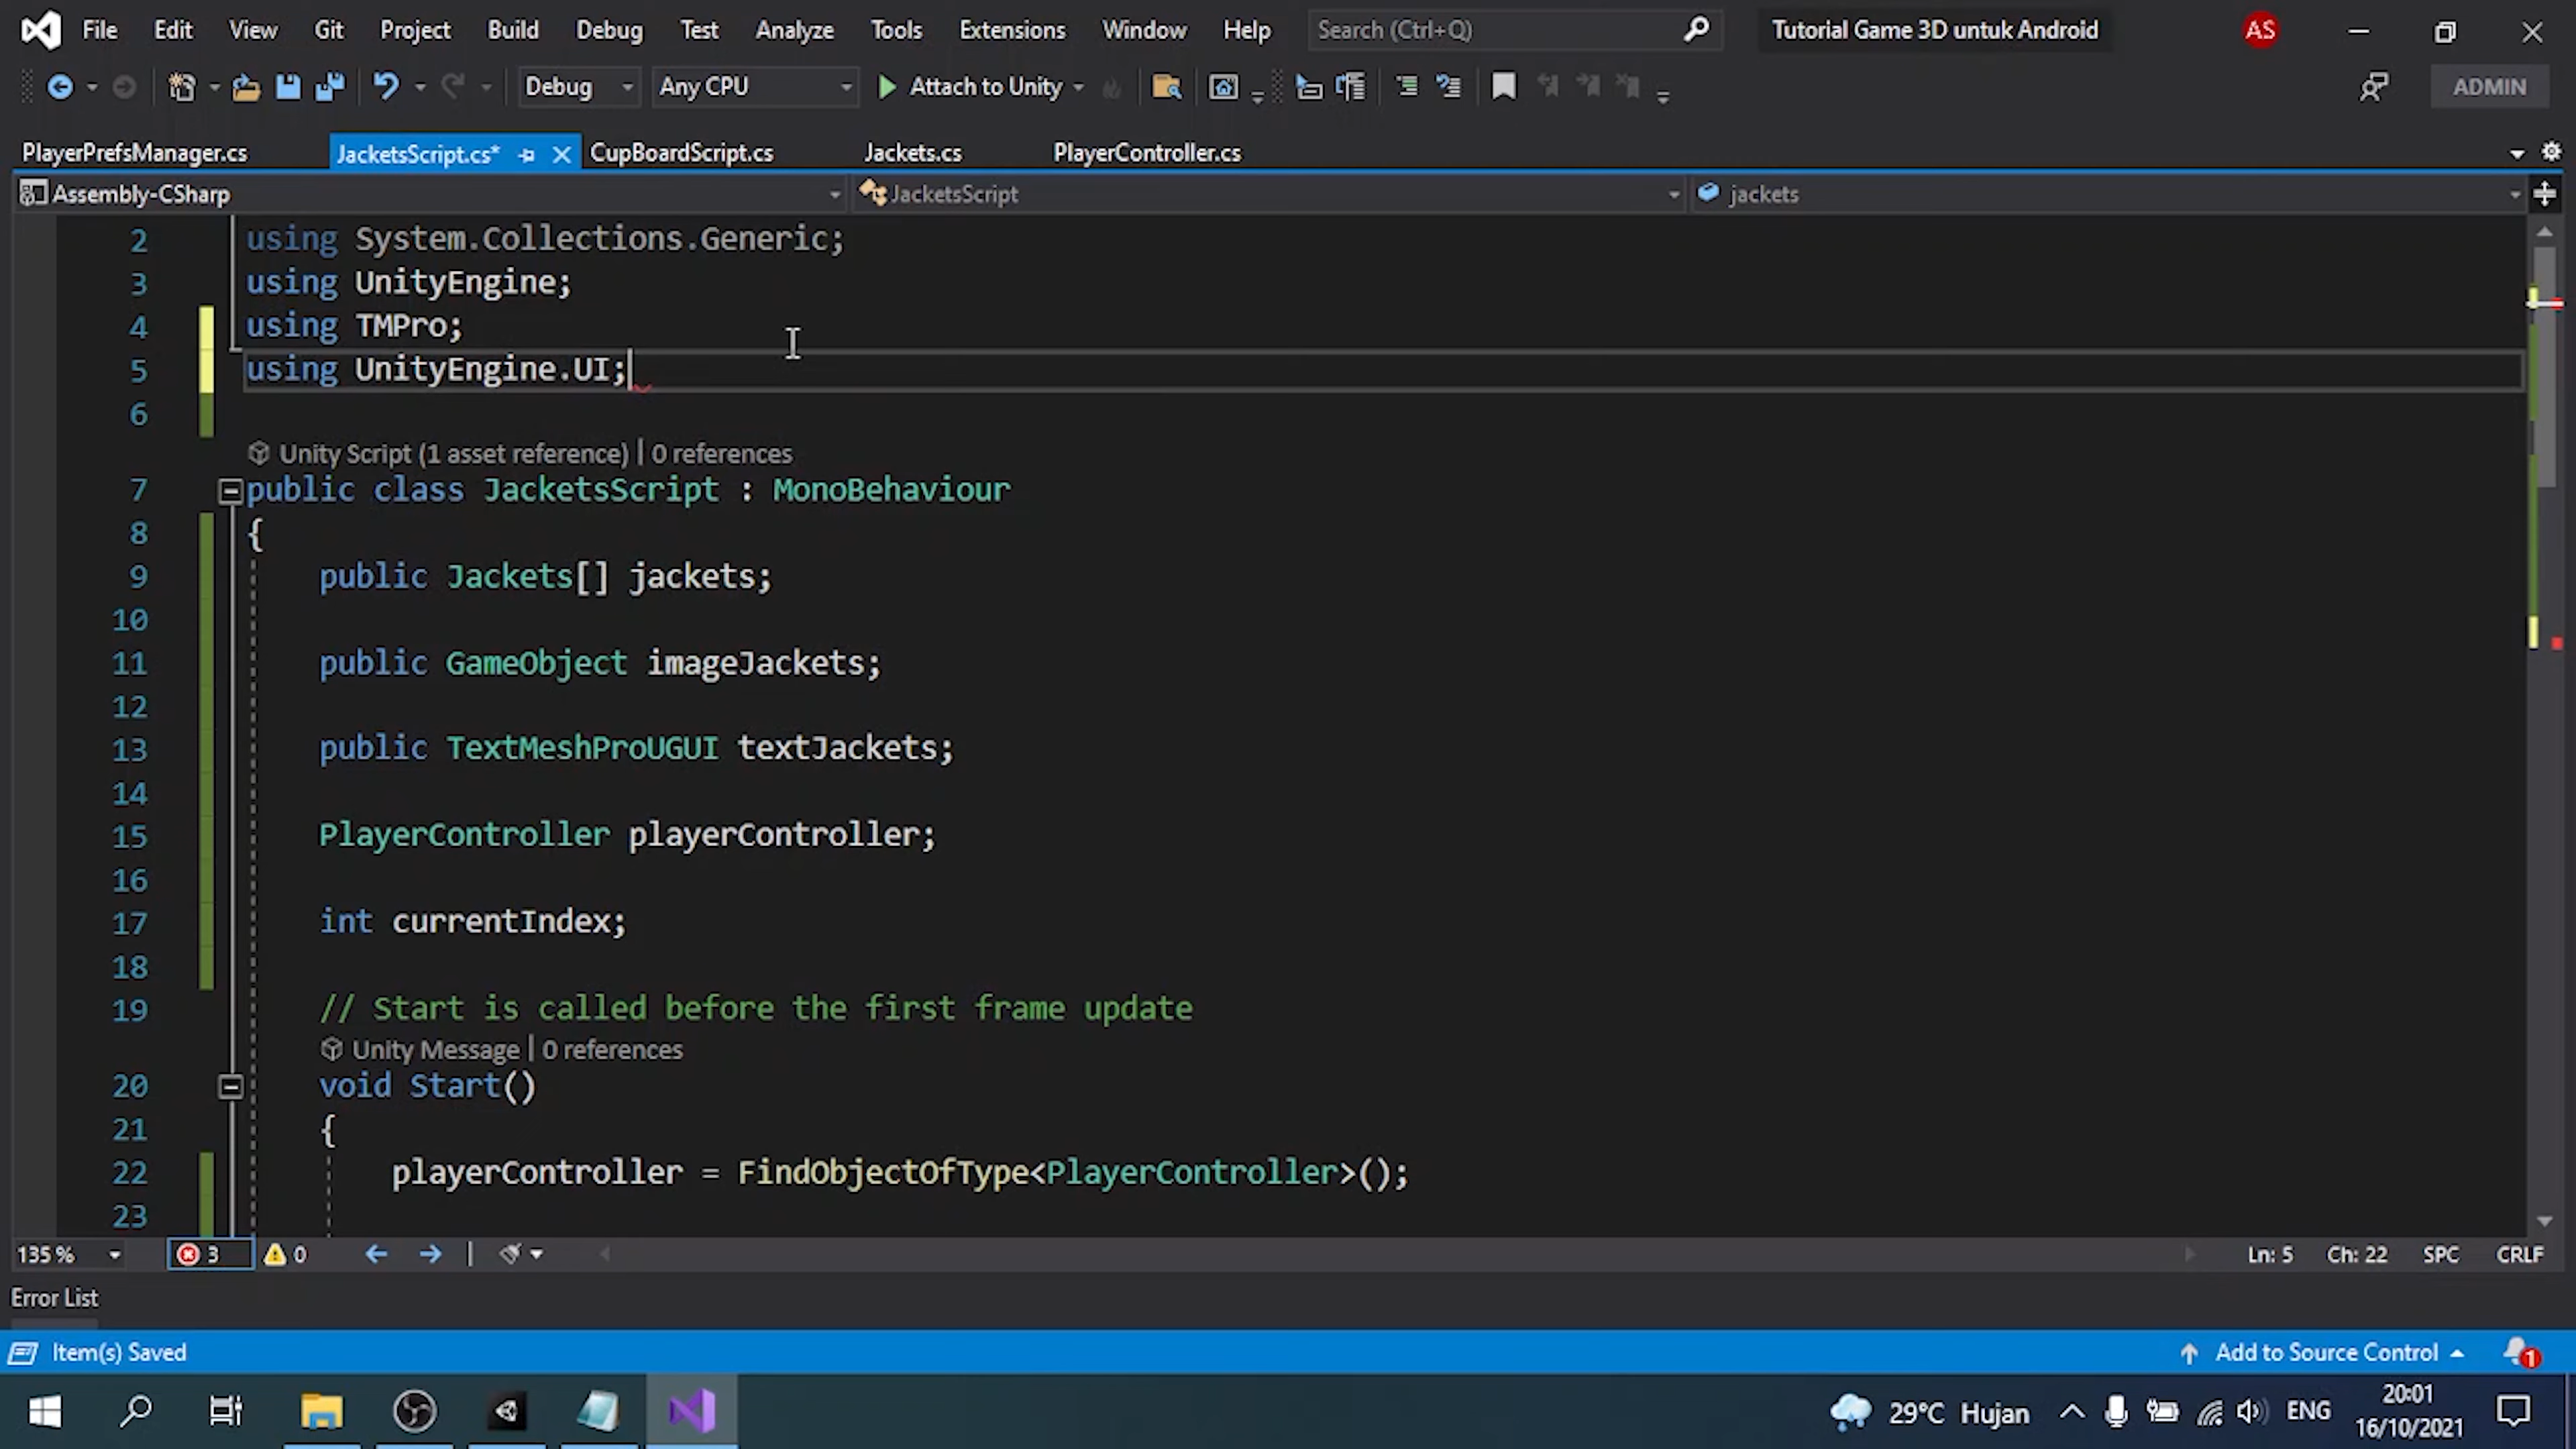 File Edit View Git Project Build Debug Test Analyze Tools Extensions Window Help Search (Ctrl+Q) Tutorial Game 3D untuk Android AS
Debug Any CPU Attach to Unity ADMIN
PlayerPrefsManager.cs JacketsScript.cs* CupBoardScript.cs Jackets.cs PlayerController.cs
Assembly-CSharp JacketsScript jackets
2 using System.Collections.Generic;
3 using UnityEngine;
4 using TMPro;
5 using UnityEngine.UI;
6
Unity Script (1 asset reference) | 0 references
7 public class JacketsScript : MonoBehaviour
8 {
9 public Jackets[] jackets;
10
11 public GameObject imageJackets;
12
13 public TextMeshProUGUI textJackets;
14
15 PlayerController playerController;
16
17 int currentIndex;
18
19 // Start is called before the first frame update
Unity Message | 0 references
20 void Start()
21 {
22 playerController = FindObjectOfType<PlayerController>();
23
135 % 3 0 Ln: 5 Ch: 22 SPC CRLF
Error List
Item(s) Saved Add to Source Control 1
29°C Hujan ENG 20:01
16/10/2021